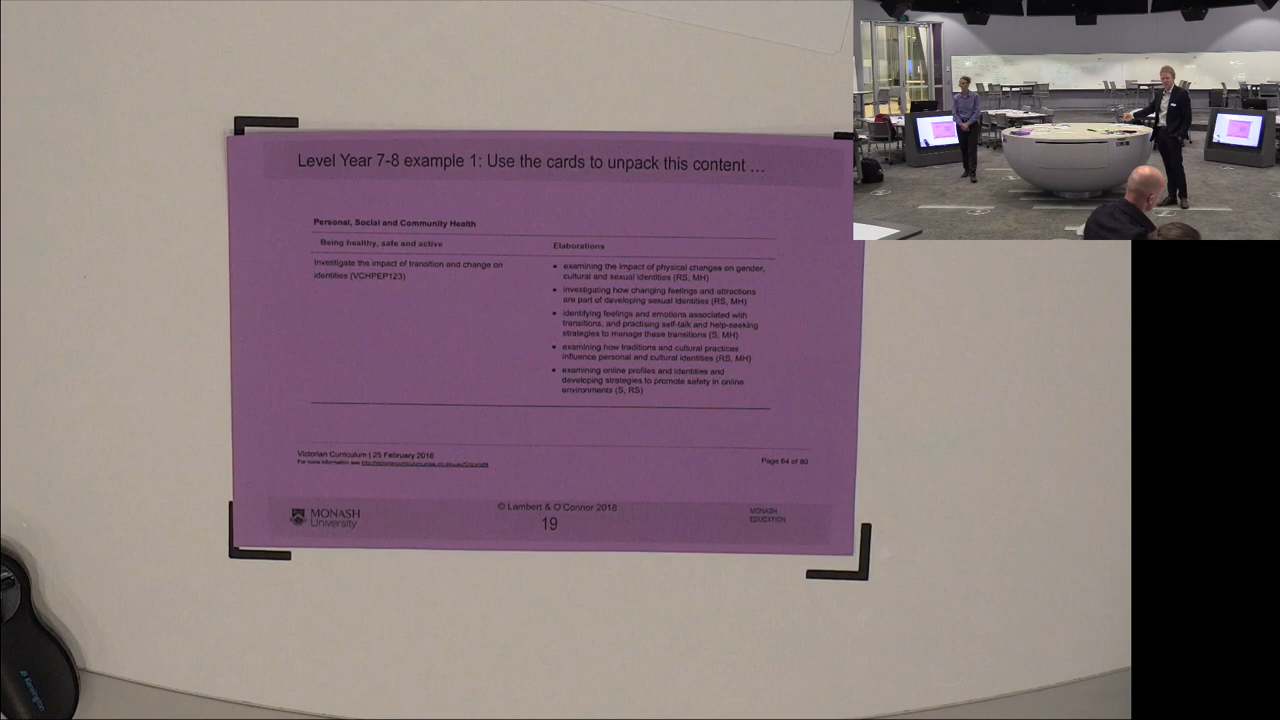 Level Year 7-8 example 1: Use the cards to unpack this content ...
Personal, Social and Community Health
Being healthy, safe and active
Elaborations
Investigate the impact of transition and change on
identities (VCHPEP123)
• examining the impact of physical changes on gender,
cultural and sexual identities (RS, MH)
• investigating how changing feelings and attractions
are part of developing sexual identities (RS, MH)
• identifying feelings and emotions associated with
transitions, and practising self-talk and help-seeking
strategies to manage these transitions (S, MH)
• examining how traditions and cultural practices
influence personal and cultural identities (RS, MH)
• examining online profiles and identities and
developing strategies to promote safety in online
environments (S, RS)
Victorian Curriculum | 25 February 2016
For more information see
Page 64 of 80
MONASH
University
© Lambert & O'Connor 2018
19
MONASH
EDUCATION
Kensington